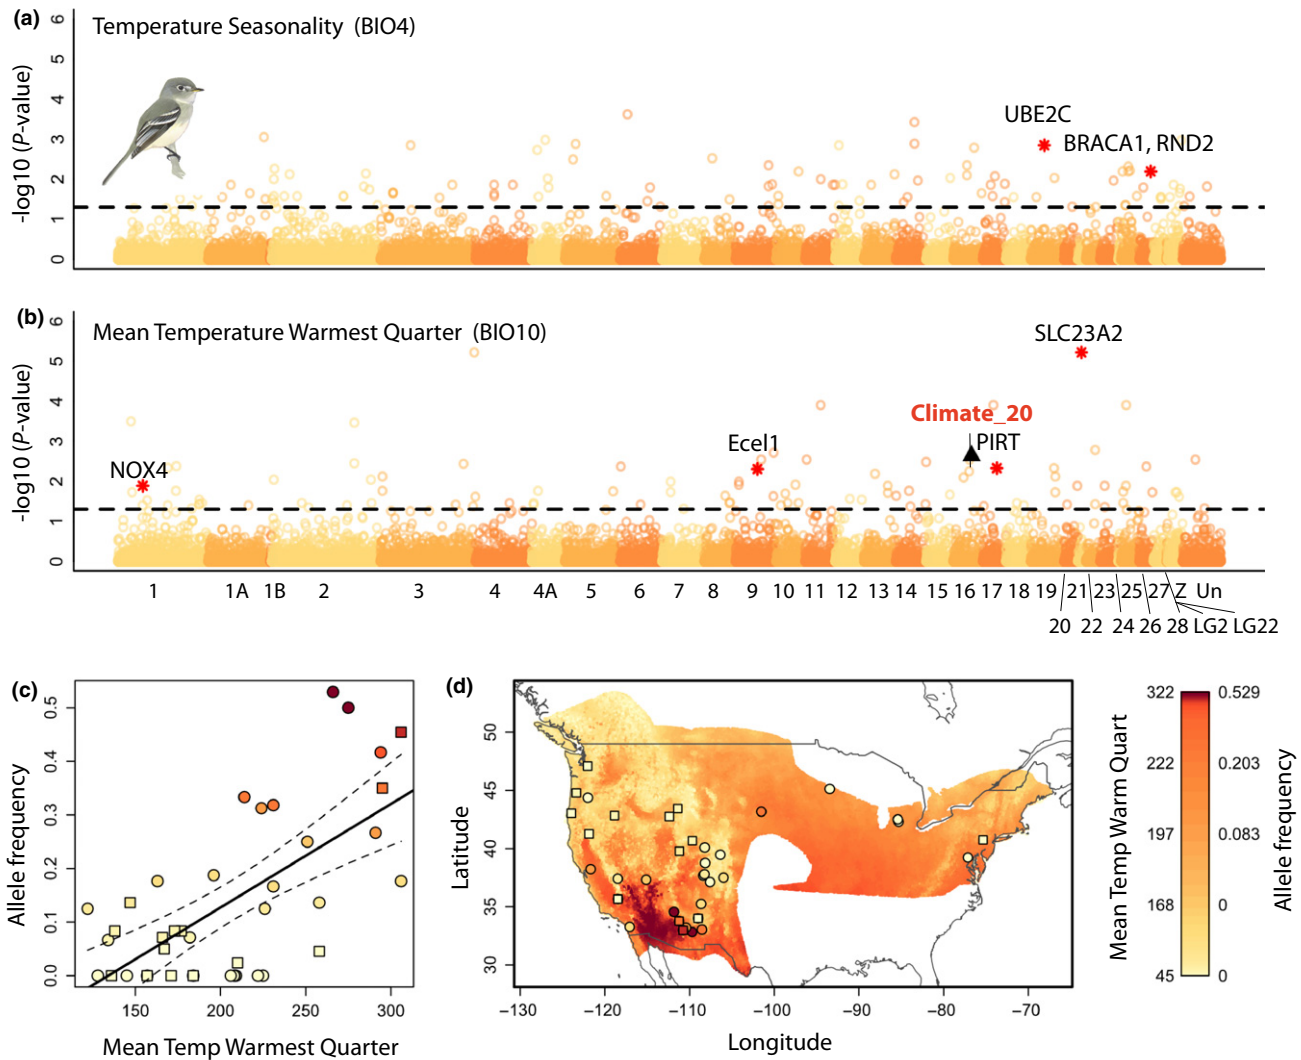 (a)
Temperature Seasonality (BIO4)
-log10 (P-value)
6
5
4
3
2
1
0
UBE2C
BRACA1, RND2
(b)
Mean Temperature Warmest Quarter (BIO10)
-log10 (P-value)
6
5
4
3
2
1
0
SLC23A2
Climate_20
PIRT
Ecel1
NOX4
1 1A 1B 2 3 4 4A 5 6 7 8 9 10 11 12 13 14 15 16 17 18 19 21 23 25 27 Z Un
20 22 24 26 28 LG2 LG22
(c)
Allele frequency
0.5
0.4
0.3
0.2
0.1
0.0
150 200 250 300
Mean Temp Warmest Quarter
(d)
Latitude
50
45
40
35
30
−130 −120 −110 −100 −90 −80 −70
Longitude
Mean Temp Warm Quart
322
222
197
168
45
0.529
0.203
0.083
0
0
Allele frequency